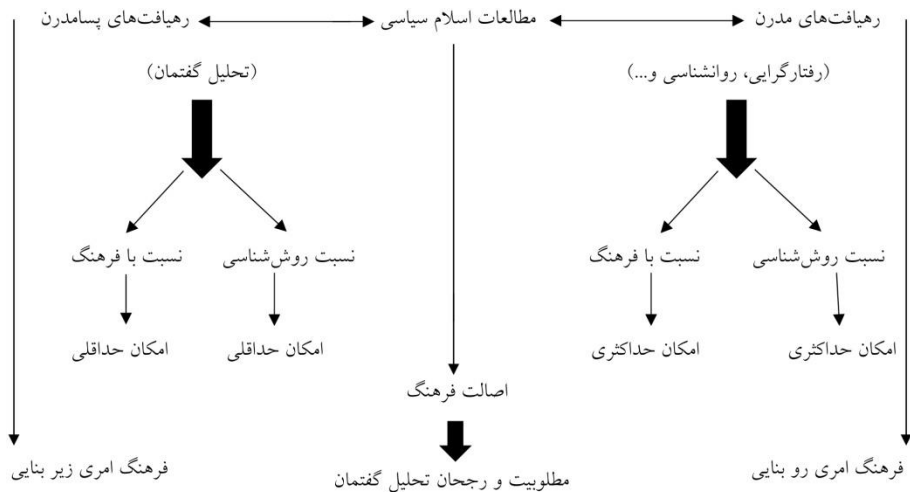 رهیافت‌های مدرن
مطالعات اسلام سیاسی
رهیافت‌های پسامدرن
(رفتارگرایی، روانشناسی و...)
(تحلیل گفتمان)
نسبت روش‌شناسی
نسبت با فرهنگ
نسبت روش‌شناسی
نسبت با فرهنگ
امکان حداکثری
امکان حداکثری
امکان حداقلی
امکان حداقلی
اصالت فرهنگ
فرهنگ امری رو بنایی
مطلوبیت و رجحان تحلیل گفتمان
فرهنگ امری زیر بنایی